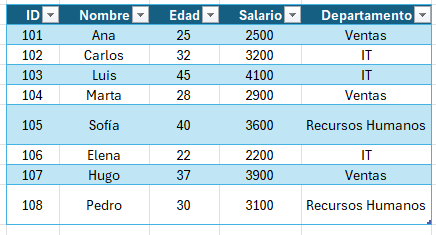 ID Nombre Edad Salario Departamento
101 Ana 25 2500 Ventas
102 Carlos 32 3200 IT
103 Luis 45 4100 IT
104 Marta 28 2900 Ventas
105 Sofía 40 3600 Recursos Humanos
106 Elena 22 2200 IT
107 Hugo 37 3900 Ventas
108 Pedro 30 3100 Recursos Humanos